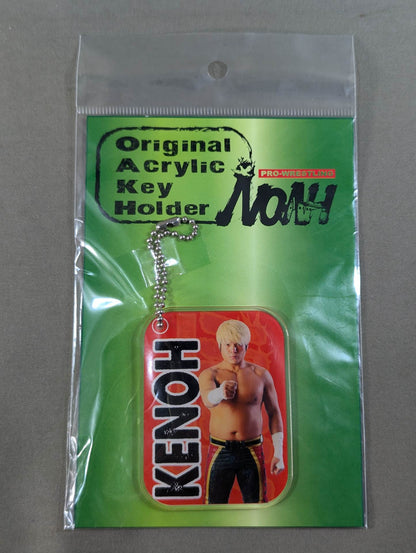 Original
Acrylic
Key
Holder
PRO-WRESTLING
NOAH
KENOH